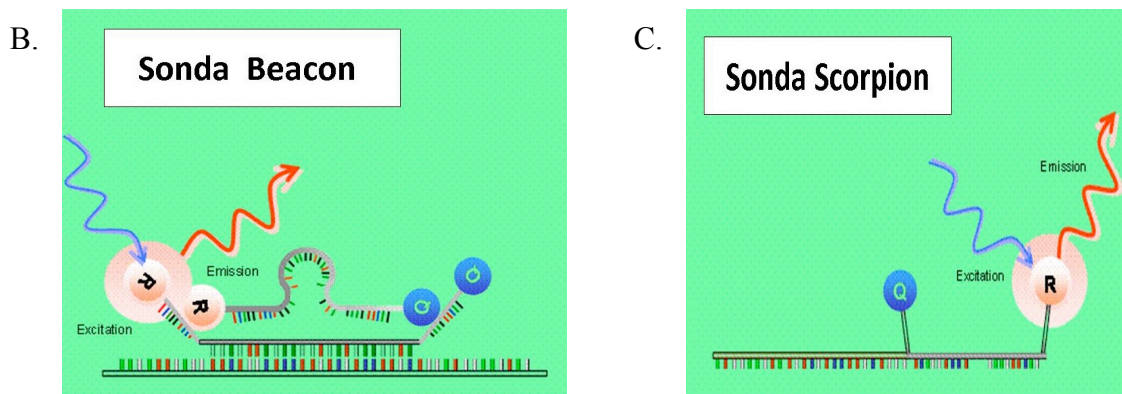 B.
Sonda Beacon
Emission
Excitation
R
R
Q
Q
C.
Sonda Scorpion
Emission
Excitation
Q
R